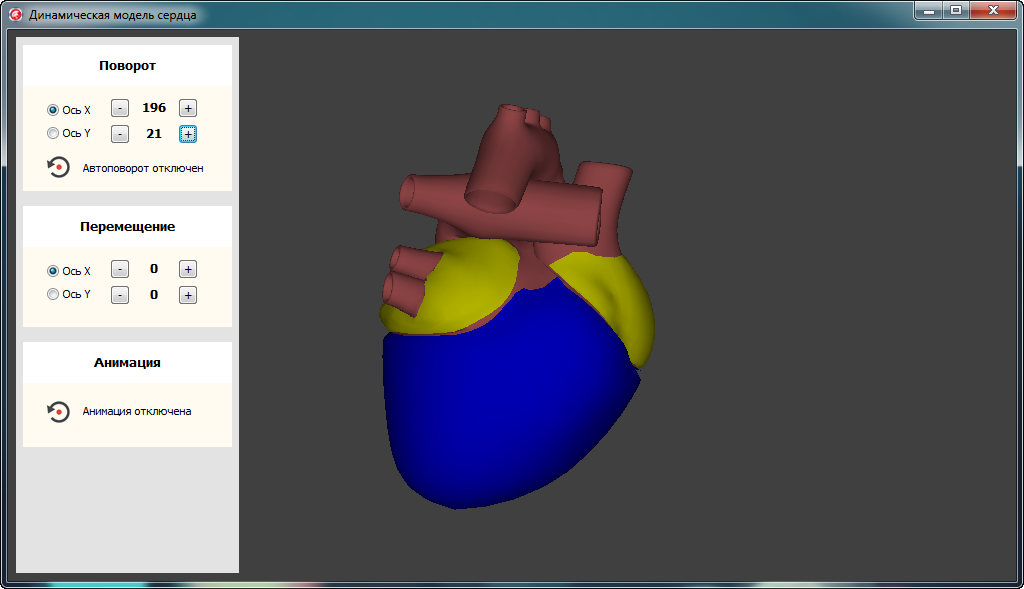 Динамическая модель сердца
Поворот
Ось X - 196 +
Ось Y - 21 +
Автоповорот отключен
Перемещение
Ось X - 0 +
Ось Y - 0 +
Анимация
Анимация отключена